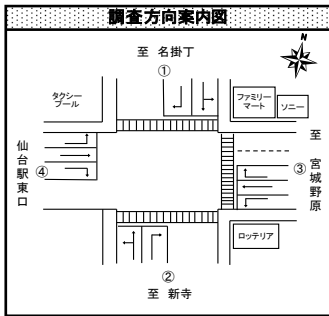 調査方向案内図
至 名掛丁
N
①
タクシー
プール
ファミリー
マート
ソニー
仙台駅東口
④
至 宮城野原
③
ロッテリア
②
至 新寺